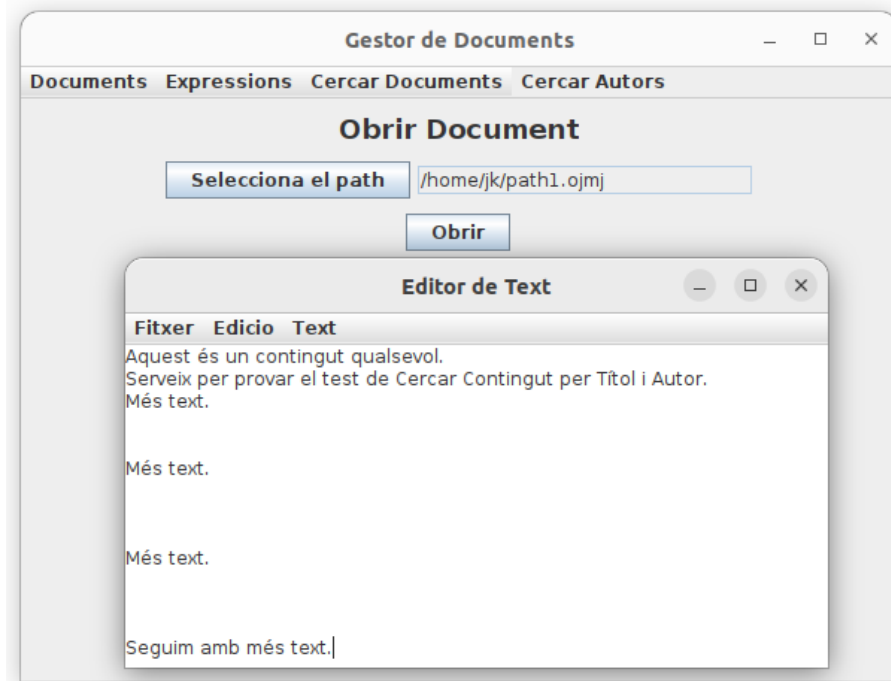 Gestor de Documents
Documents Expressions Cercar Documents Cercar Autors
Obrir Document
Selecciona el path /home/jk/path1.ojmj
Obrir
Editor de Text
Fitxer Edicio Text
Aquest és un contingut qualsevol.
Serveix per provar el test de Cercar Contingut per Títol i Autor.
Més text.
Més text.
Més text.
Seguim amb més text.